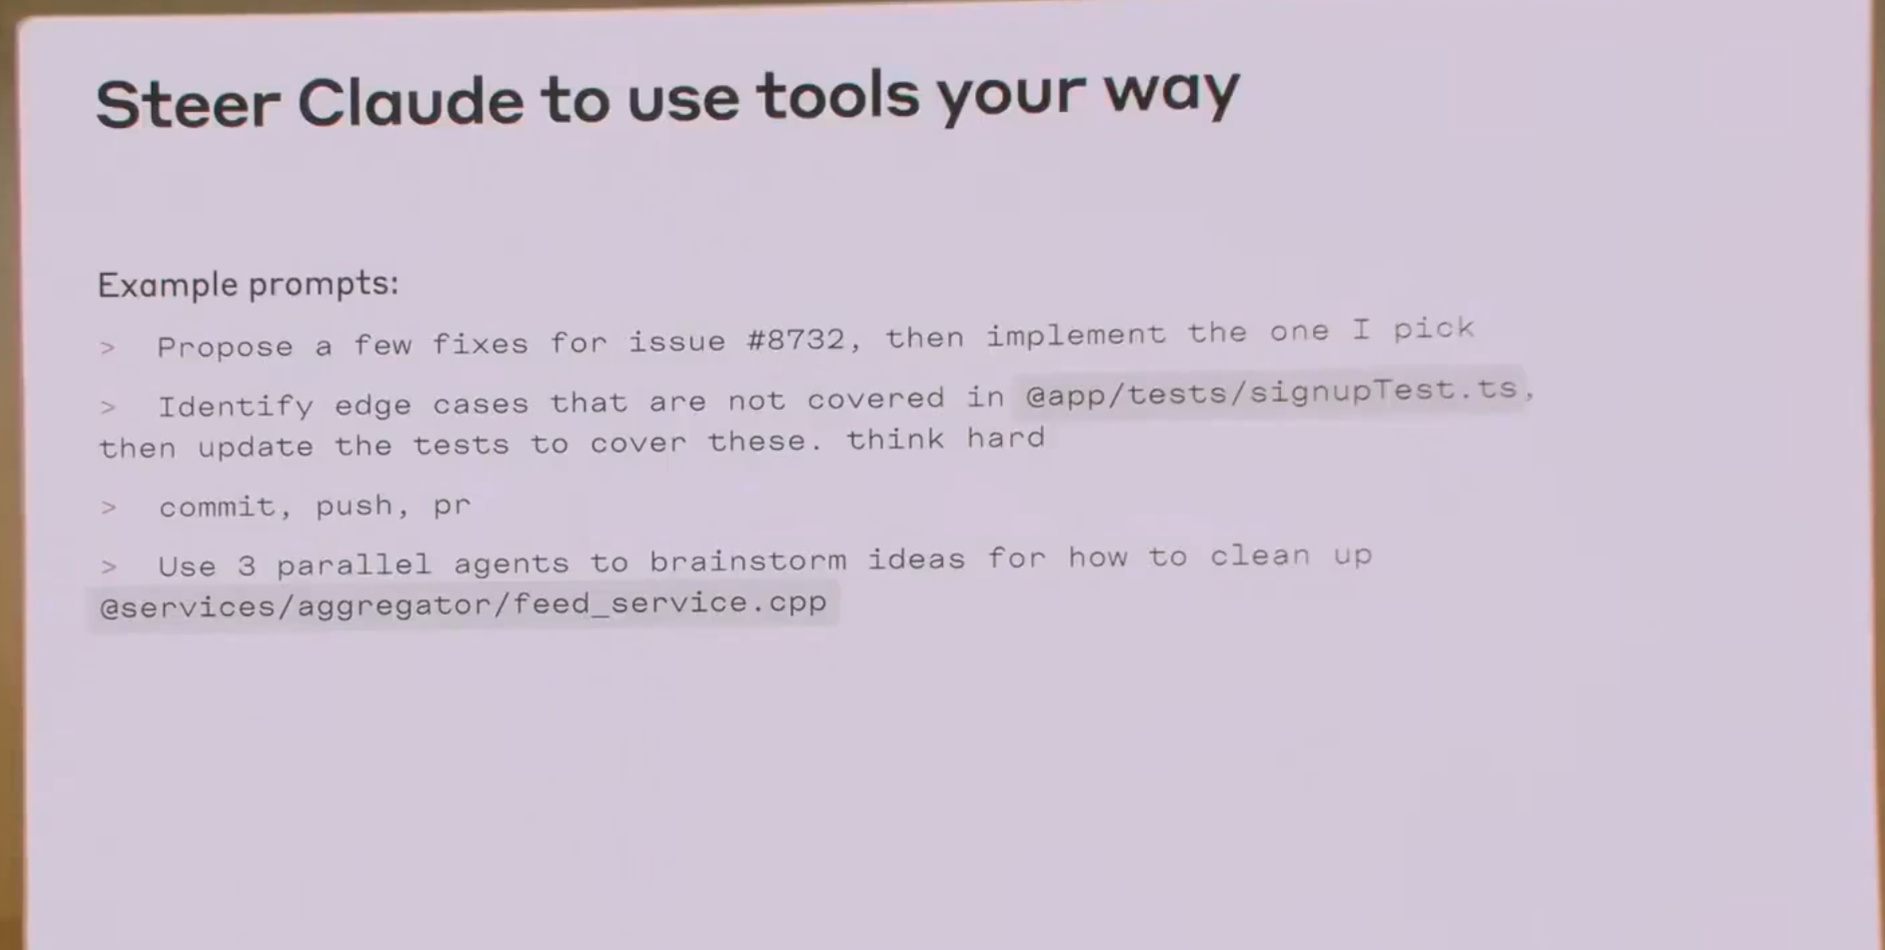 Steer Claude to use tools your way
Example prompts:
> Propose a few fixes for issue #8732, then implement the one I pick
> Identify edge cases that are not covered in @app/tests/signupTest.ts,
then update the tests to cover these. think hard
> commit, push, pr
> Use 3 parallel agents to brainstorm ideas for how to clean up
@services/aggregator/feed_service.cpp